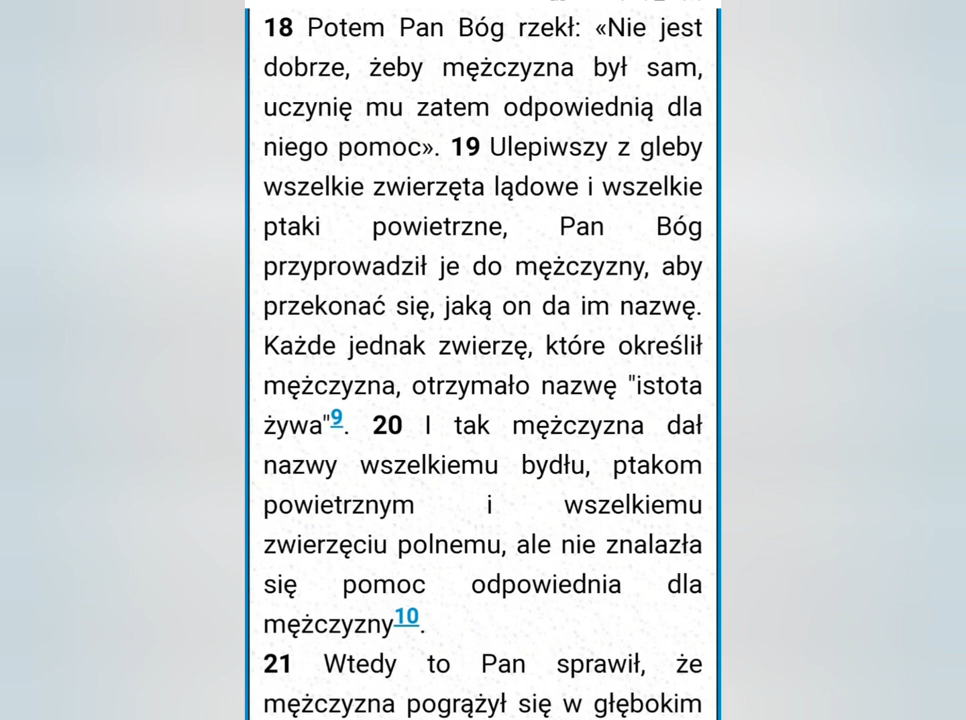 18 Potem Pan Bóg rzekł: «Nie jest
dobrze, żeby mężczyzna był sam,
uczynię mu zatem odpowiednią dla
niego pomoc». 19 Ulepiwszy z gleby
wszelkie zwierzęta lądowe i wszelkie
ptaki powietrzne, Pan Bóg
przyprowadził je do mężczyzny, aby
przekonać się, jaką on da im nazwę.
Każde jednak zwierzę, które określił
mężczyzna, otrzymało nazwę "istota
żywa"9. 20 I tak mężczyzna dał
nazwy wszelkiemu bydłu, ptakom
powietrznym i wszelkiemu
zwierzęciu polnemu, ale nie znalazła
się pomoc odpowiednia dla
mężczyzny10.
21 Wtedy to Pan sprawił, że
mężczyzna pogrążył się w głębokim